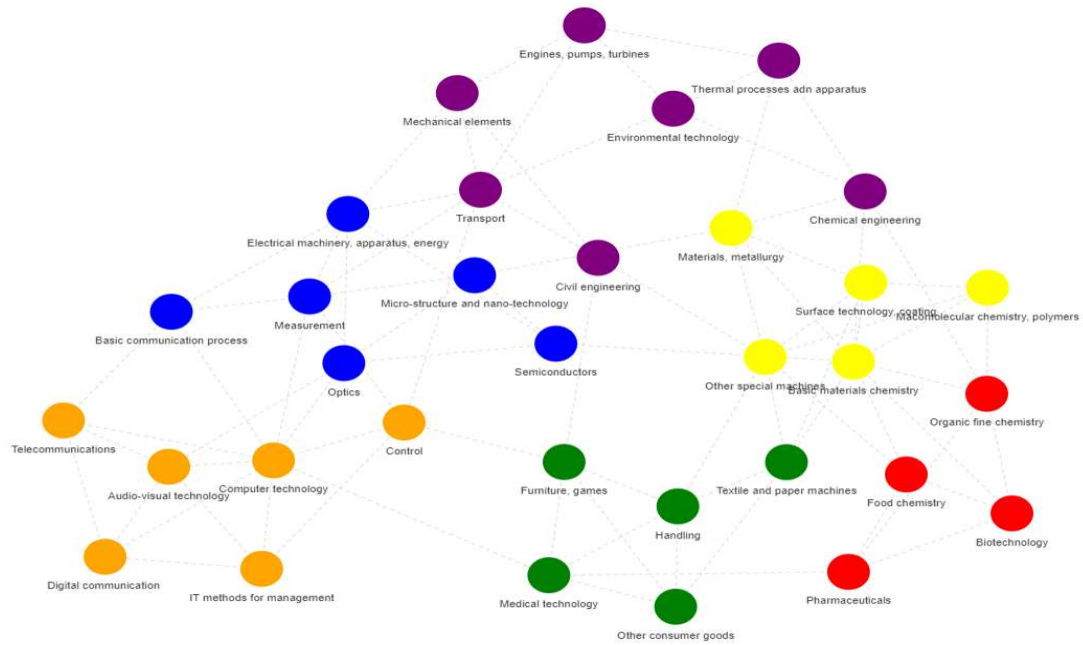 Engines, pumps, turbines
Thermal processes adn apparatus
Mechanical elements
Environmental technology
Transport
Chemical engineering
Electrical machinery, apparatus, energy
Materials, metallurgy
Civil engineering
Micro-structure and nano-technology
Surface technology, coating
Macomolecular chemistry, polymers
Measurement
Basic communication process
Semiconductors
Other special machines
Basic materials chemistry
Optics
Organic fine chemistry
Telecommunications
Control
Audio-visual technology
Computer technology
Furniture, games
Textile and paper machines
Food chemistry
Handling
Biotechnology
Digital communication
IT methods for management
Medical technology
Pharmaceuticals
Other consumer goods